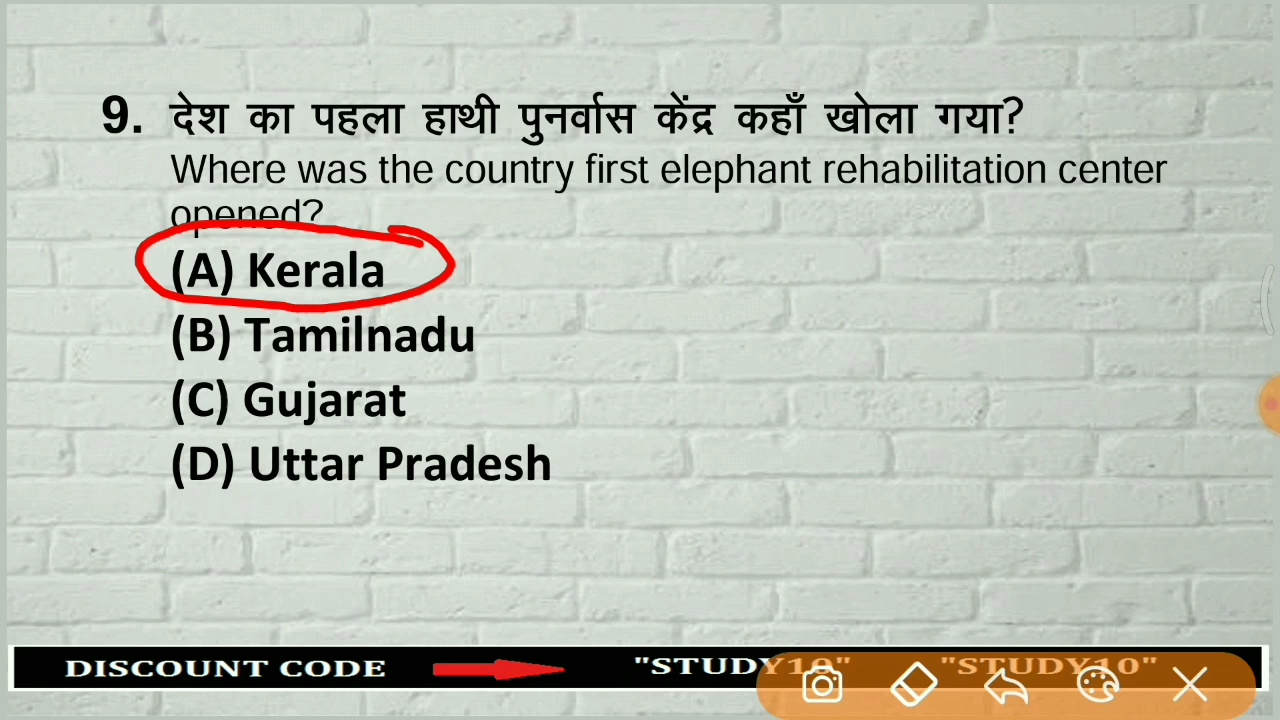 9. देश का पहला हाथी पुनर्वास केंद्र कहाँ खोला गया?
Where was the country first elephant rehabilitation center
opened?
(A) Kerala
(B) Tamilnadu
(C) Gujarat
(D) Uttar Pradesh
DISCOUNT CODE "STUDY10" "STUDY10"